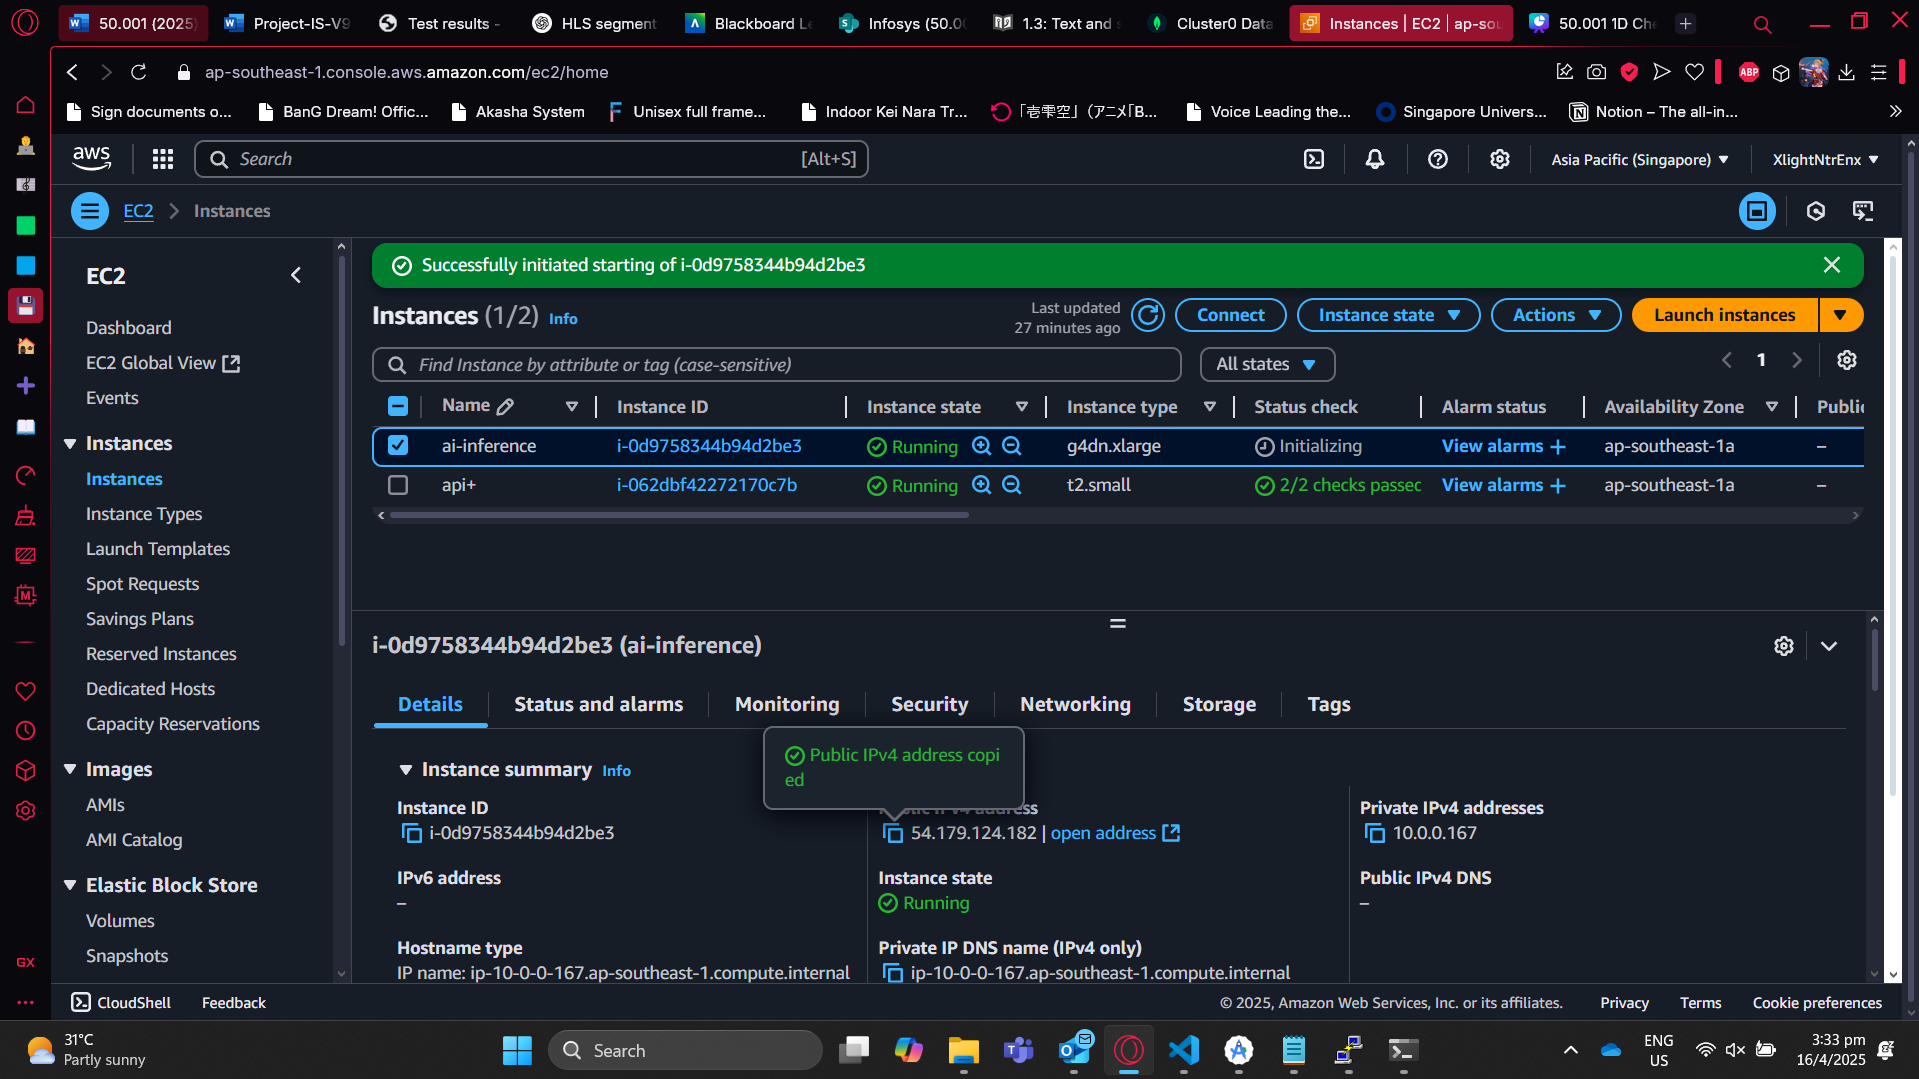 50.001 (2025)
Project-IS-V9
Test results -
HLS segment
Blackboard Le
Infosys (50.00
1.3: Text and s
Cluster0 Data
Instances | EC2 | ap-sou
50.001 1D Che
ap-southeast-1.console.aws.amazon.com/ec2/home
ABP
Sign documents o...
BanG Dream! Offic...
Akasha System
Unisex full frame...
Indoor Kei Nara Tr...
「壱雫空」(アニメ「B...
Voice Leading the...
Singapore Univers...
Notion – The all-in...
aws
Search
[Alt+S]
Asia Pacific (Singapore)
XlightNtrEnx
EC2
Instances
EC2
Dashboard
EC2 Global View
Events
Instances
Instances
Instance Types
Launch Templates
Spot Requests
Savings Plans
Reserved Instances
Dedicated Hosts
Capacity Reservations
Images
AMIs
AMI Catalog
Elastic Block Store
Volumes
Snapshots
Successfully initiated starting of i-0d9758344b94d2be3
Instances (1/2) Info
Last updated
27 minutes ago
Connect
Instance state
Actions
Launch instances
Find Instance by attribute or tag (case-sensitive)
All states
1
Name
Instance ID
Instance state
Instance type
Status check
Alarm status
Availability Zone
Public
ai-inference
i-0d9758344b94d2be3
Running
g4dn.xlarge
Initializing
View alarms +
ap-southeast-1a
–
api+
i-062dbf42272170c7b
Running
t2.small
2/2 checks passed
View alarms +
ap-southeast-1a
–
i-0d9758344b94d2be3 (ai-inference)
Details
Status and alarms
Monitoring
Security
Networking
Storage
Tags
Public IPv4 address copi
ed
Instance summary Info
Instance ID
i-0d9758344b94d2be3
Public IPv4 address
54.179.124.182 | open address
Private IPv4 addresses
10.0.0.167
IPv6 address
–
Instance state
Running
Public IPv4 DNS
–
Hostname type
IP name: ip-10-0-0-167.ap-southeast-1.compute.internal
Private IP DNS name (IPv4 only)
ip-10-0-0-167.ap-southeast-1.compute.internal
GX
CloudShell
Feedback
© 2025, Amazon Web Services, Inc. or its affiliates.
Privacy
Terms
Cookie preferences
31°C
Partly sunny
Search
ENG
US
3:33 pm
16/4/2025